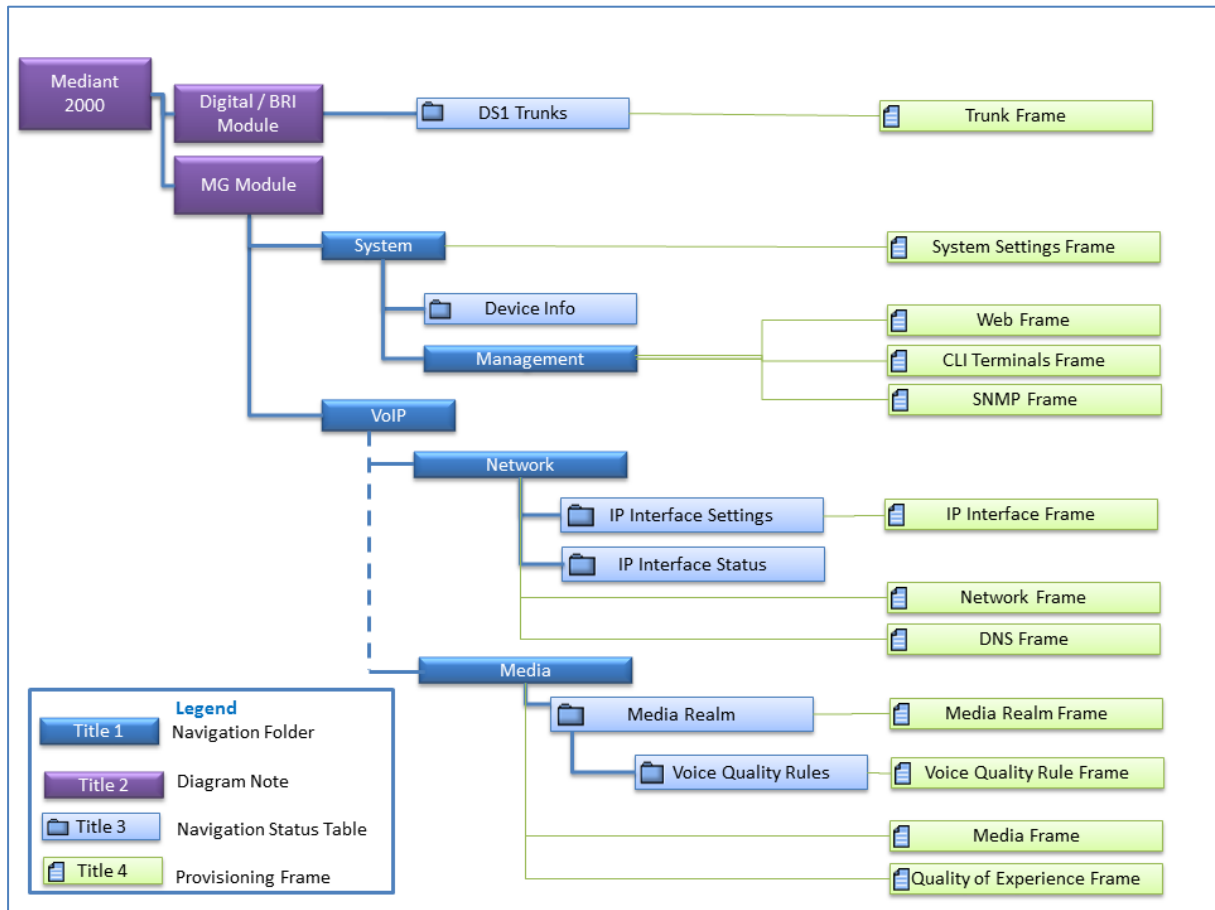 Mediant
2000
Digital / BRI
Module
DS1 Trunks
Trunk Frame
MG Module
System
System Settings Frame
Device Info
Web Frame
Management
CLI Terminals Frame
SNMP Frame
VoIP
Network
IP Interface Settings
IP Interface Frame
IP Interface Status
Network Frame
DNS Frame
Media
Media Realm
Media Realm Frame
Voice Quality Rules
Voice Quality Rule Frame
Media Frame
Quality of Experience Frame
Legend
Title 1 Navigation Folder
Title 2 Diagram Note
Title 3 Navigation Status Table
Title 4 Provisioning Frame